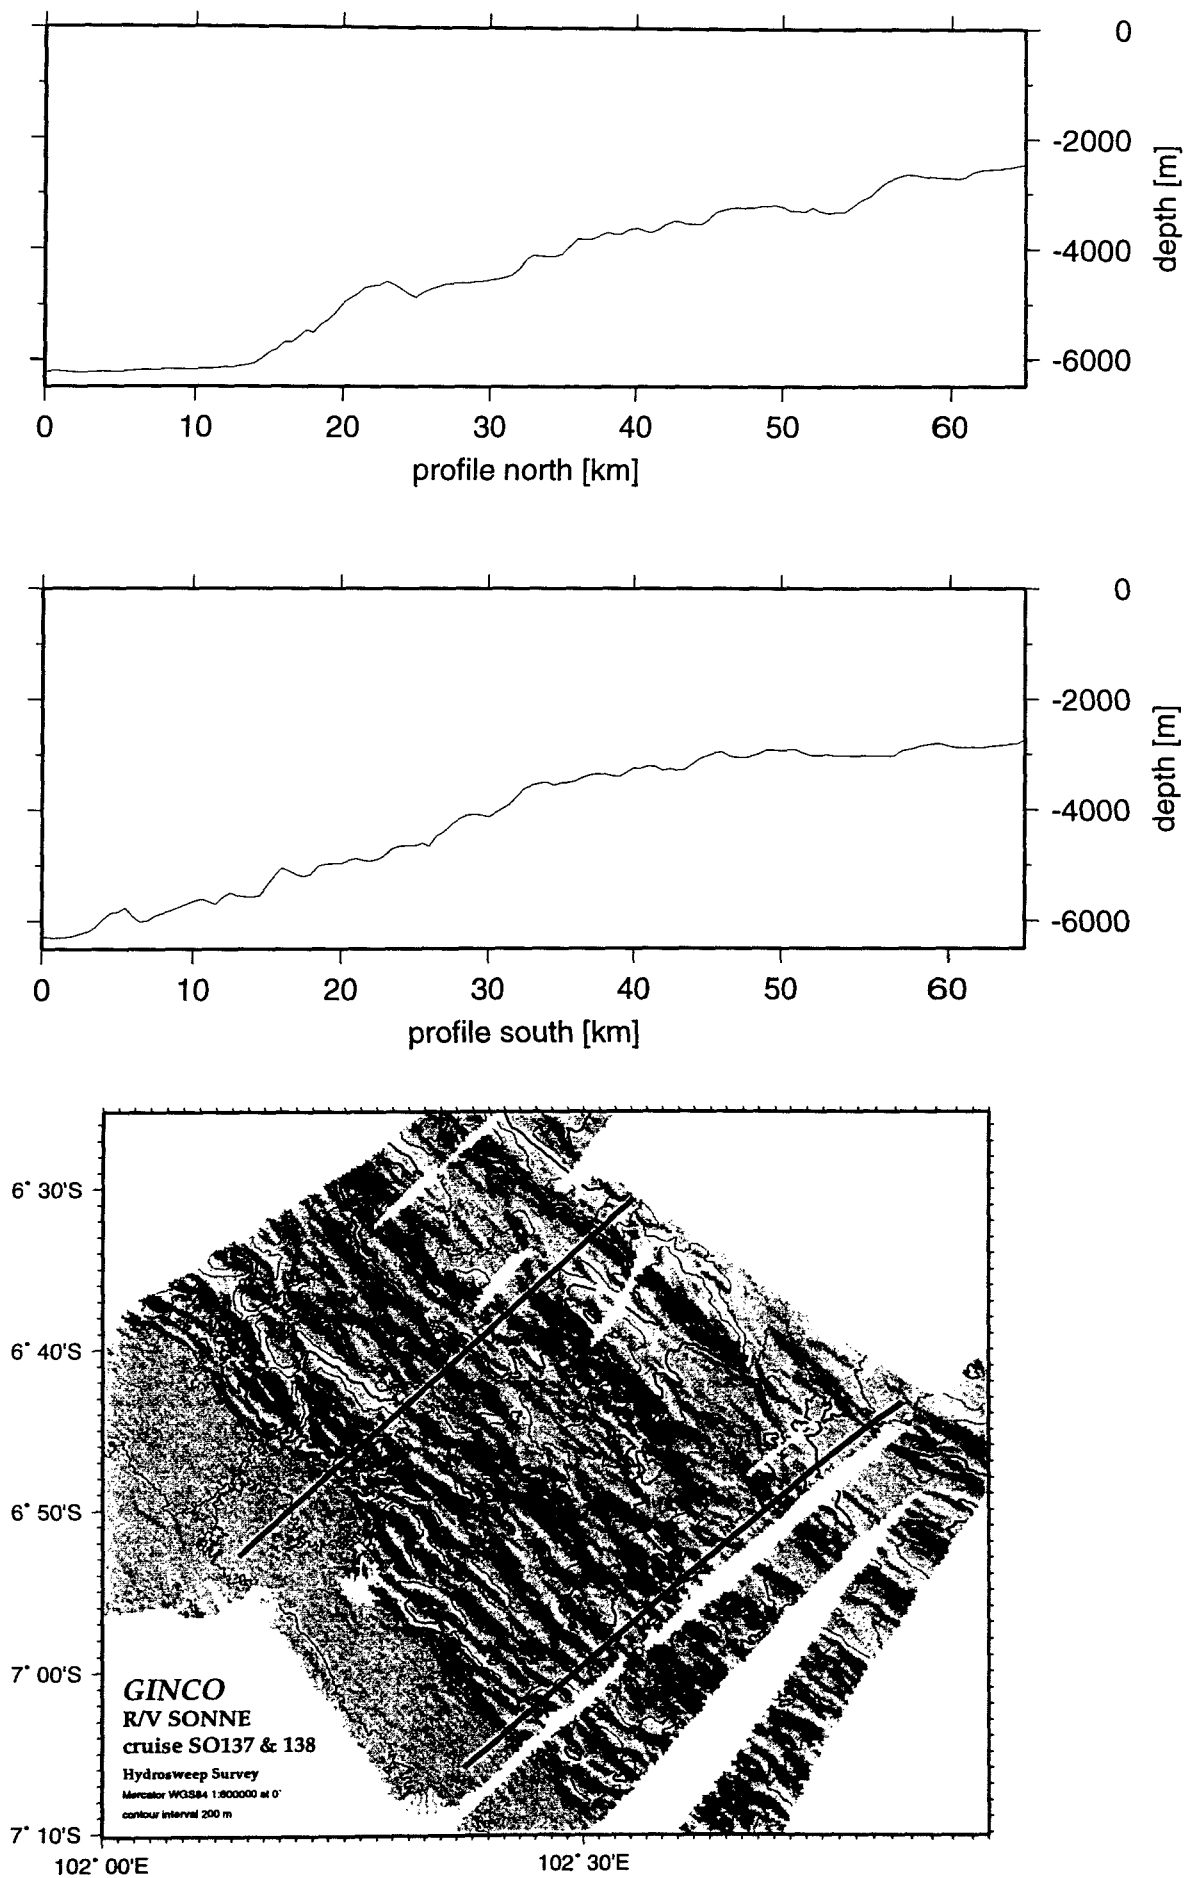 0
-2000
-4000
-6000
depth [m]
0 10 20 30 40 50 60
profile north [km]
0
-2000
-4000
-6000
depth [m]
0 10 20 30 40 50 60
profile south [km]
6° 30'S
6° 40'S
6° 50'S
7° 00'S
7° 10'S
GINCO
R/V SONNE
cruise SO137 & 138
Hydrosweep Survey
Mercator WGS84 1:600000 at 0°
contour interval 200 m
102° 00'E 102° 30'E